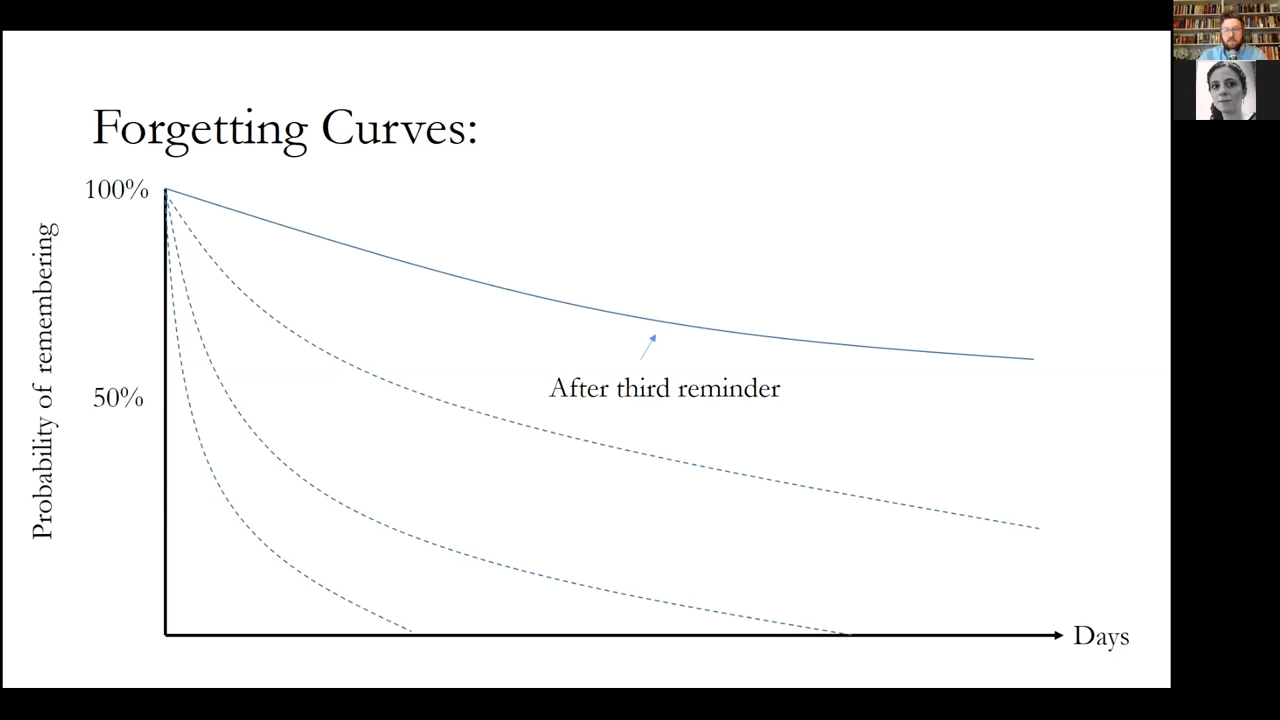 Forgetting Curves:
100%
Probability of remembering
50%
After third reminder
Days